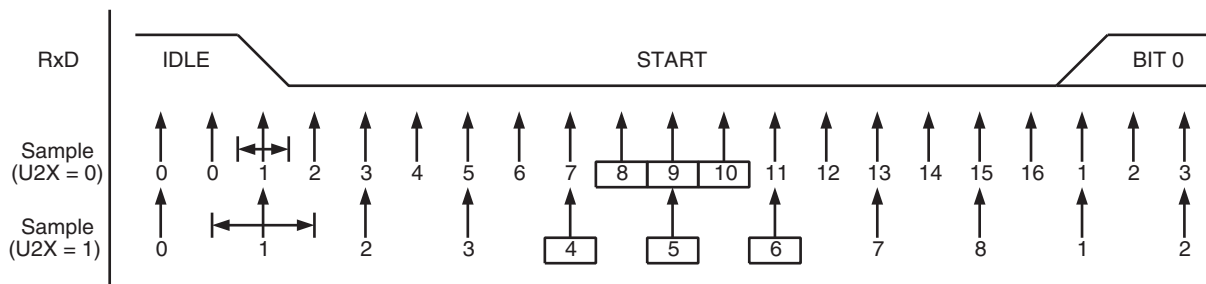 RxD IDLE START BIT 0
Sample
(U2X = 0)
0 0 1 2 3 4 5 6 7 8 9 10 11 12 13 14 15 16 1 2 3
Sample
(U2X = 1)
0 1 2 3 4 5 6 7 8 1 2